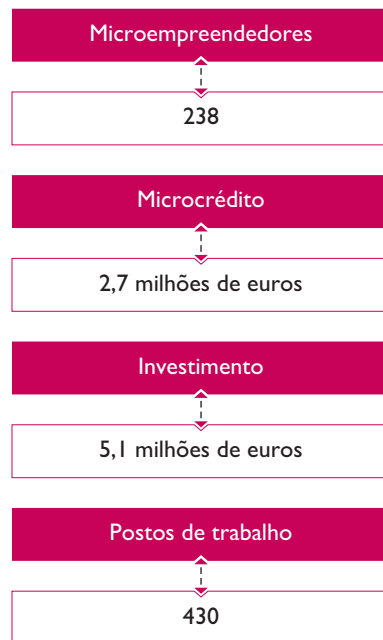 Microempreendedores
238
Microcrédito
2,7 milhões de euros
Investimento
5,1 milhões de euros
Postos de trabalho
430